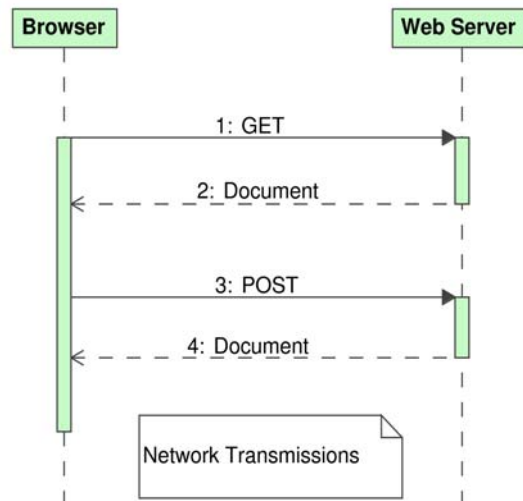 Browser
Web Server
1: GET
2: Document
3: POST
4: Document
Network Transmissions